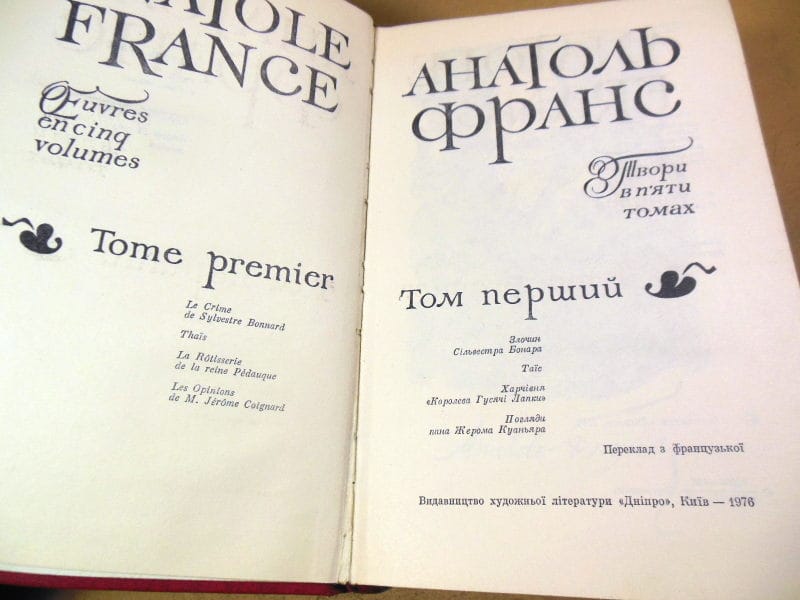 ANATOLE
FRANCE
Œuvres
en cinq
volumes
Tome premier
Le Crime
de Sylvestre Bonnard
Thaïs
La Rôtisserie
de la reine Pédauque
Les Opinions
de M. Jérôme Coignard
АНАТОЛЬ
ФРАНС
Твори
в п'яти
томах
Том перший
Злочин
Сільвестра Бонара
Таїс
Харчівня
«Королева Гусячі Лапки»
Погляди
пана Жерома Куаньяра
Переклад з французької
Видавництво художньої літератури «Дніпро», Київ — 1976